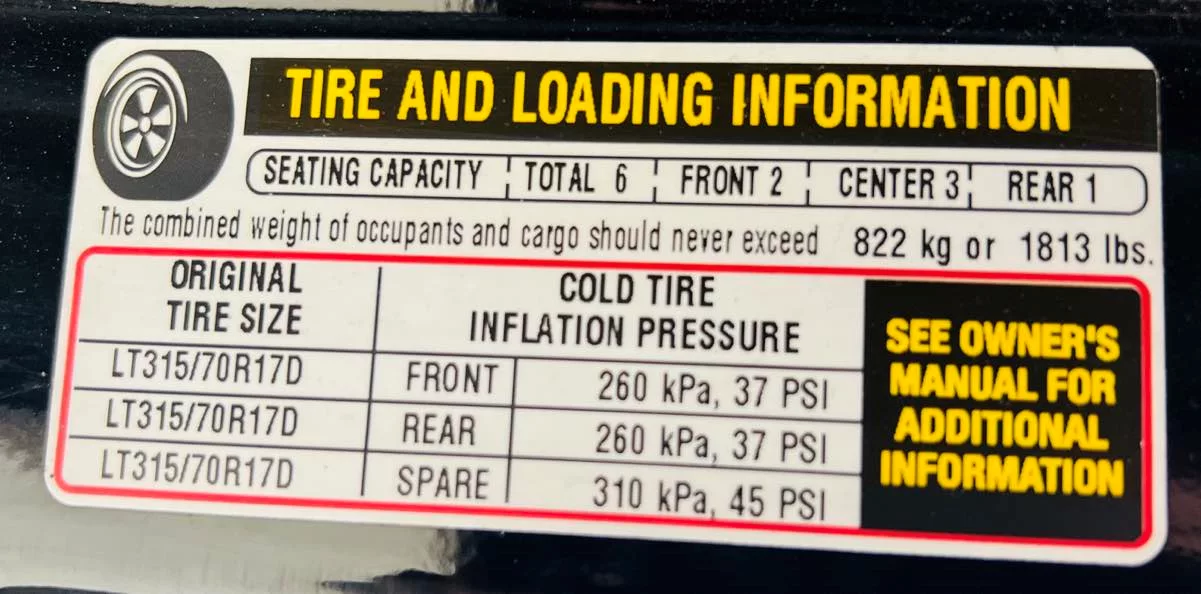 TIRE AND LOADING INFORMATION
SEATING CAPACITY TOTAL 6 FRONT 2 CENTER 3 REAR 1
The combined weight of occupants and cargo should never exceed 822 kg or 1813 lbs.
ORIGINAL TIRE SIZE
COLD TIRE INFLATION PRESSURE
LT315/70R17D FRONT 260 kPa, 37 PSI
LT315/70R17D REAR 260 kPa, 37 PSI
LT315/70R17D SPARE 310 kPa, 45 PSI
SEE OWNER'S
MANUAL FOR
ADDITIONAL
INFORMATION